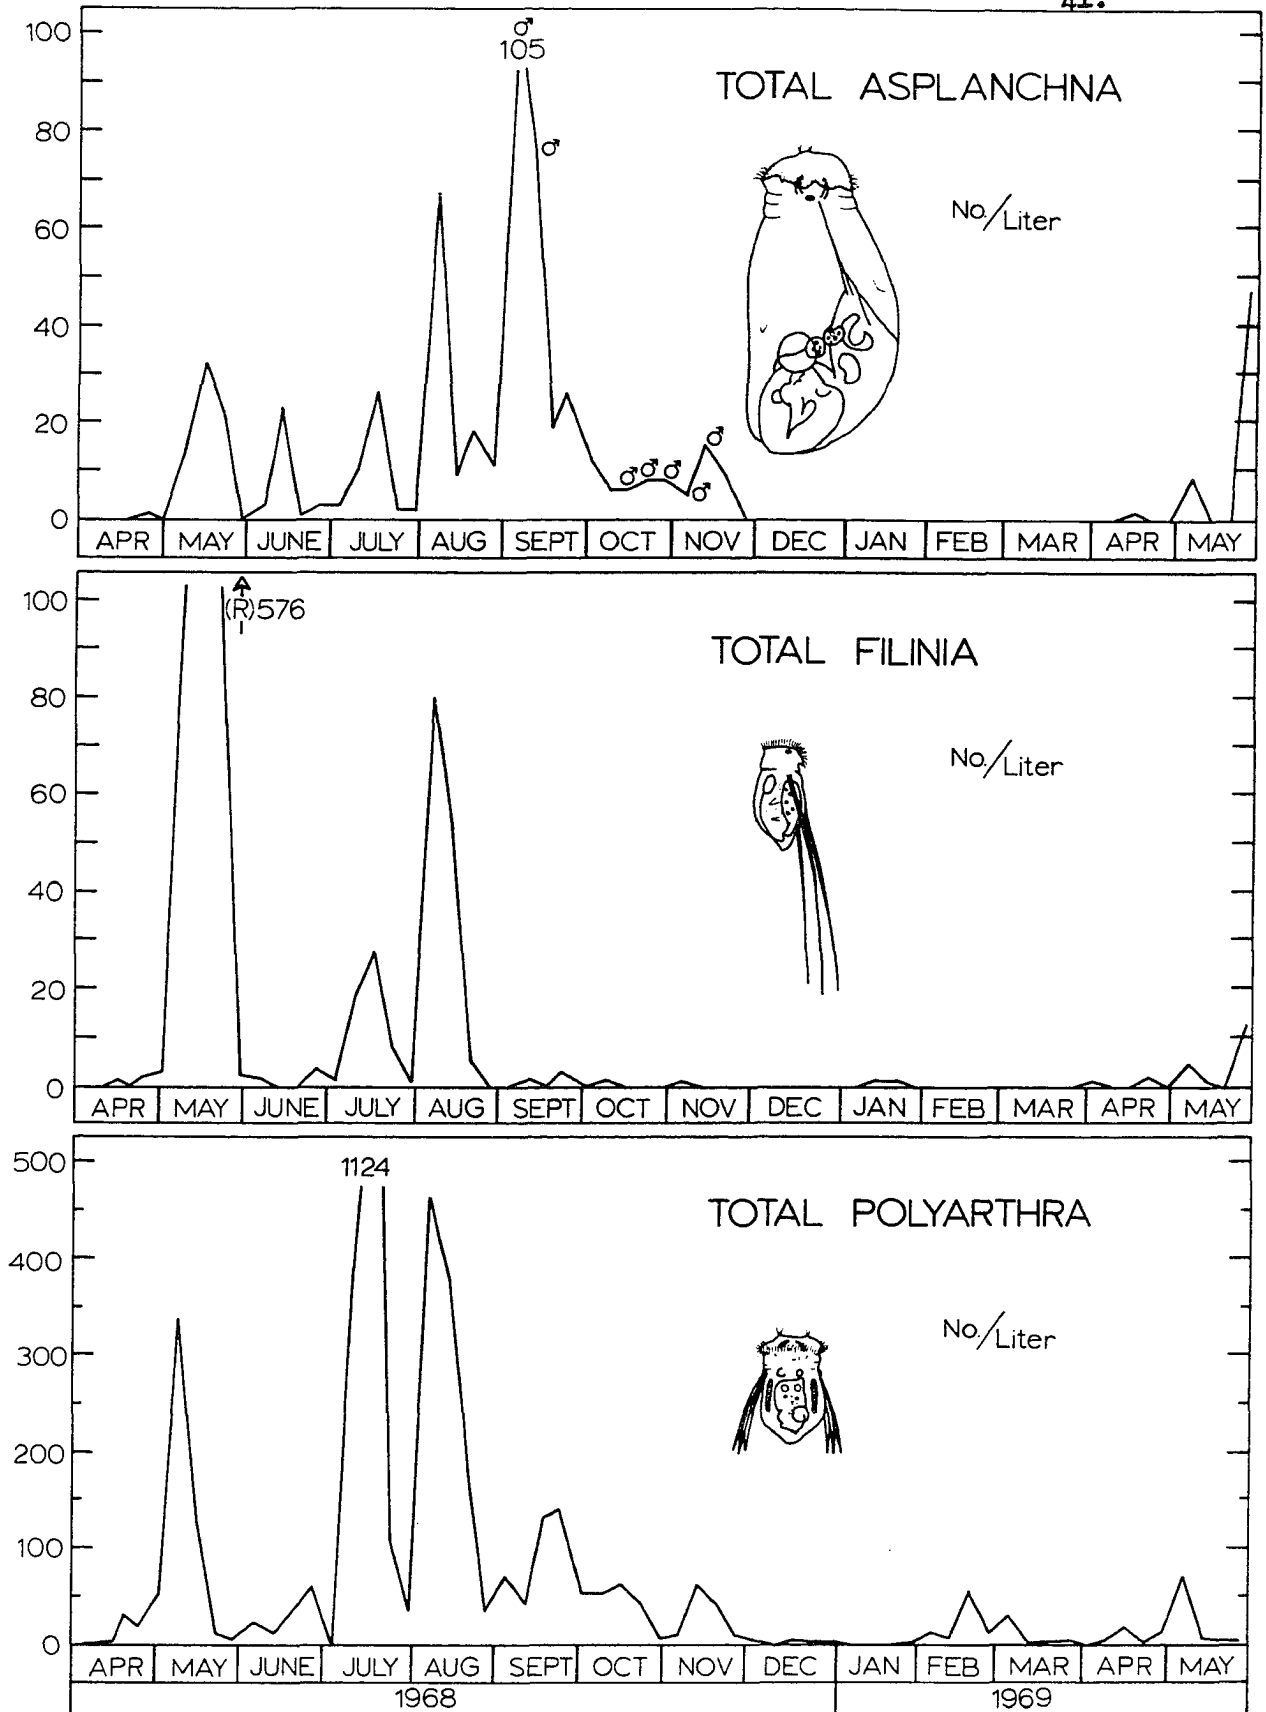 41.
♂
105
TOTAL ASPLANCHNA
♂
No./Liter
♂ ♂ ♂ ♂ ♂
100
80
60
40
20
0
APR MAY JUNE JULY AUG SEPT OCT NOV DEC JAN FEB MAR APR MAY
(R)576
TOTAL FILINIA
No./Liter
100
80
60
40
20
0
APR MAY JUNE JULY AUG SEPT OCT NOV DEC JAN FEB MAR APR MAY
1124
TOTAL POLYARTHRA
No./Liter
500
400
300
200
100
0
APR MAY JUNE JULY AUG SEPT OCT NOV DEC JAN FEB MAR APR MAY
1968 1969